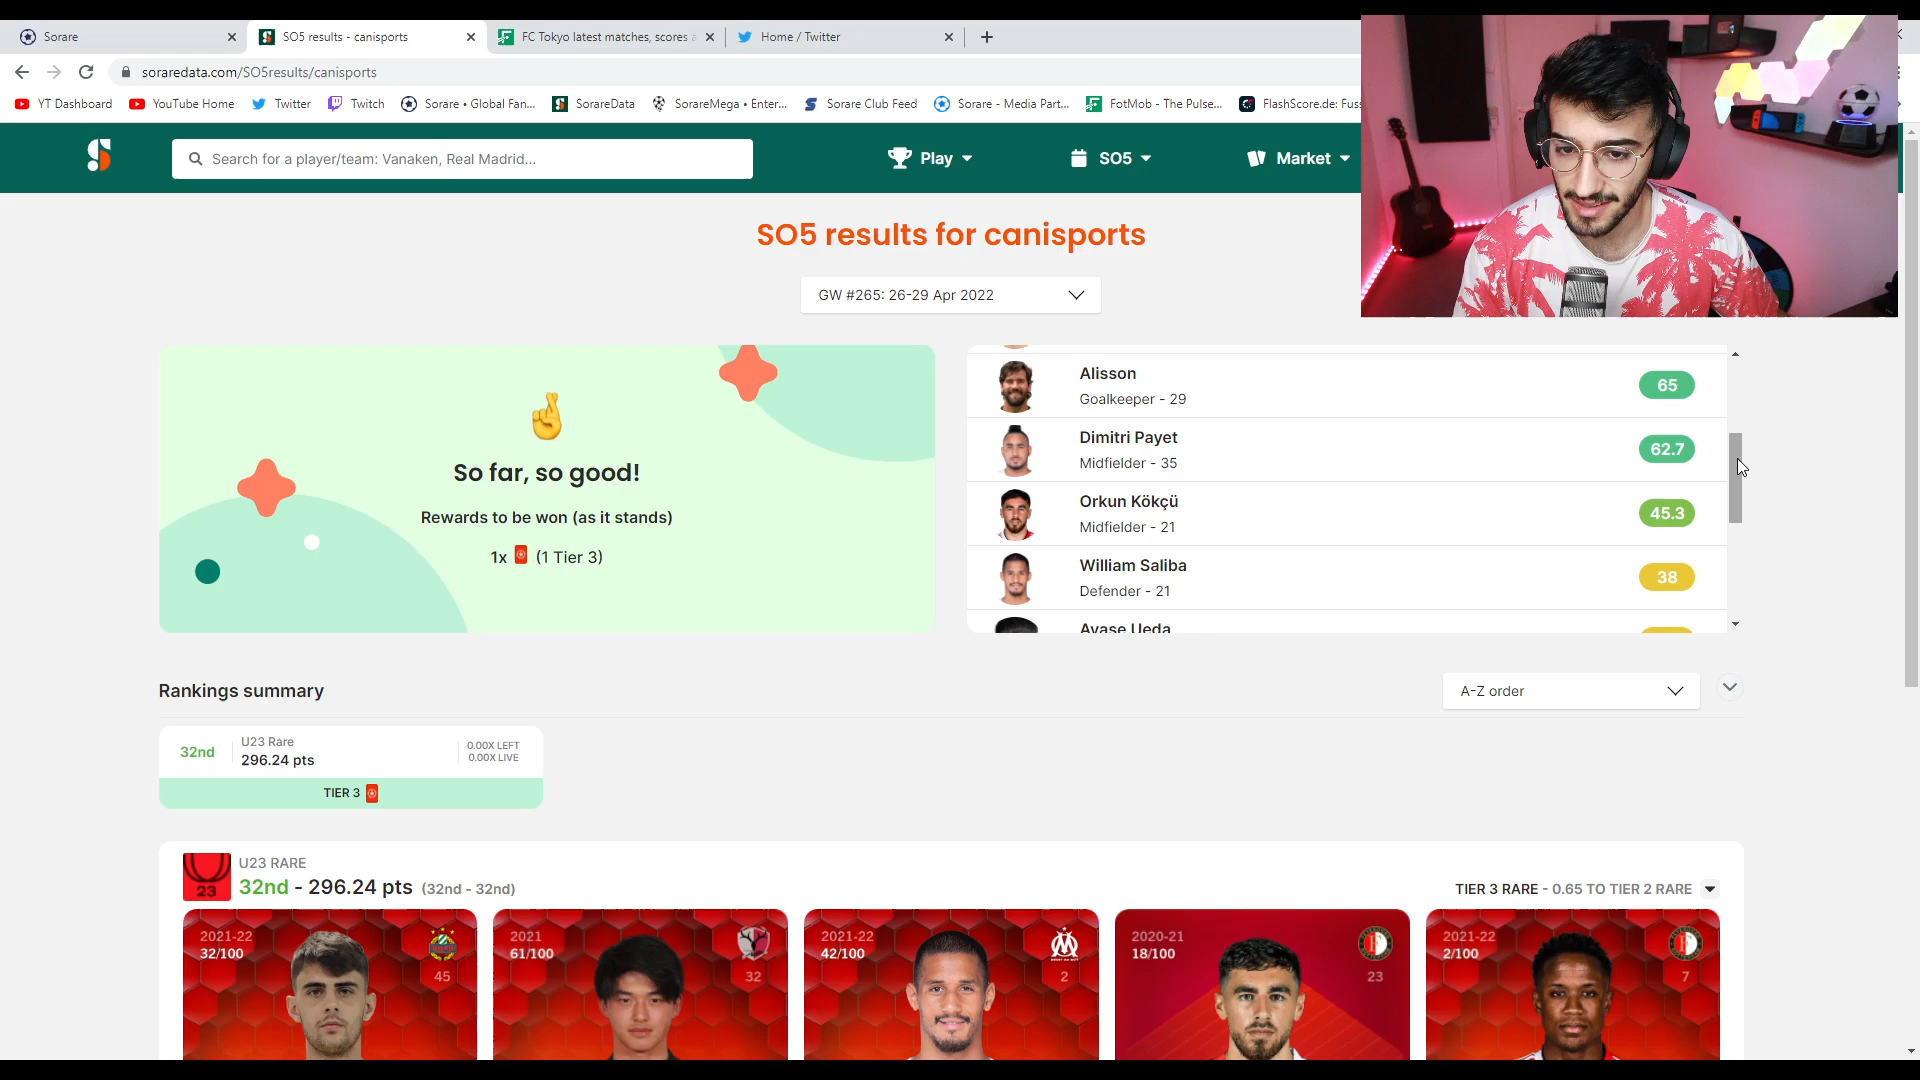 Sorare
SO5 results - canisports
FC Tokyo latest matches, scores a
Home / Twitter
soraredata.com/SO5results/canisports
YT Dashboard
YouTube Home
Twitter
Twitch
Sorare • Global Fan...
SorareData
SorareMega • Enter...
Sorare Club Feed
Sorare - Media Part...
FotMob - The Pulse...
FlashScore.de: Fuss
Search for a player/team: Vanaken, Real Madrid...
Play
SO5
Market
SO5 results for canisports
GW #265: 26-29 Apr 2022
So far, so good!
Rewards to be won (as it stands)
1x (1 Tier 3)
Alisson
Goalkeeper - 29
65
Dimitri Payet
Midfielder - 35
62.7
Orkun Kökçü
Midfielder - 21
45.3
William Saliba
Defender - 21
38
Ayase Ueda
Rankings summary
A-Z order
32nd
U23 Rare
296.24 pts
0.00X LEFT
0.00X LIVE
TIER 3
23
U23 RARE
32nd - 296.24 pts (32nd - 32nd)
TIER 3 RARE - 0.65 TO TIER 2 RARE
2021-22
32/100
45
2021
61/100
32
2021-22
42/100
2
2020-21
18/100
23
2021-22
2/100
7